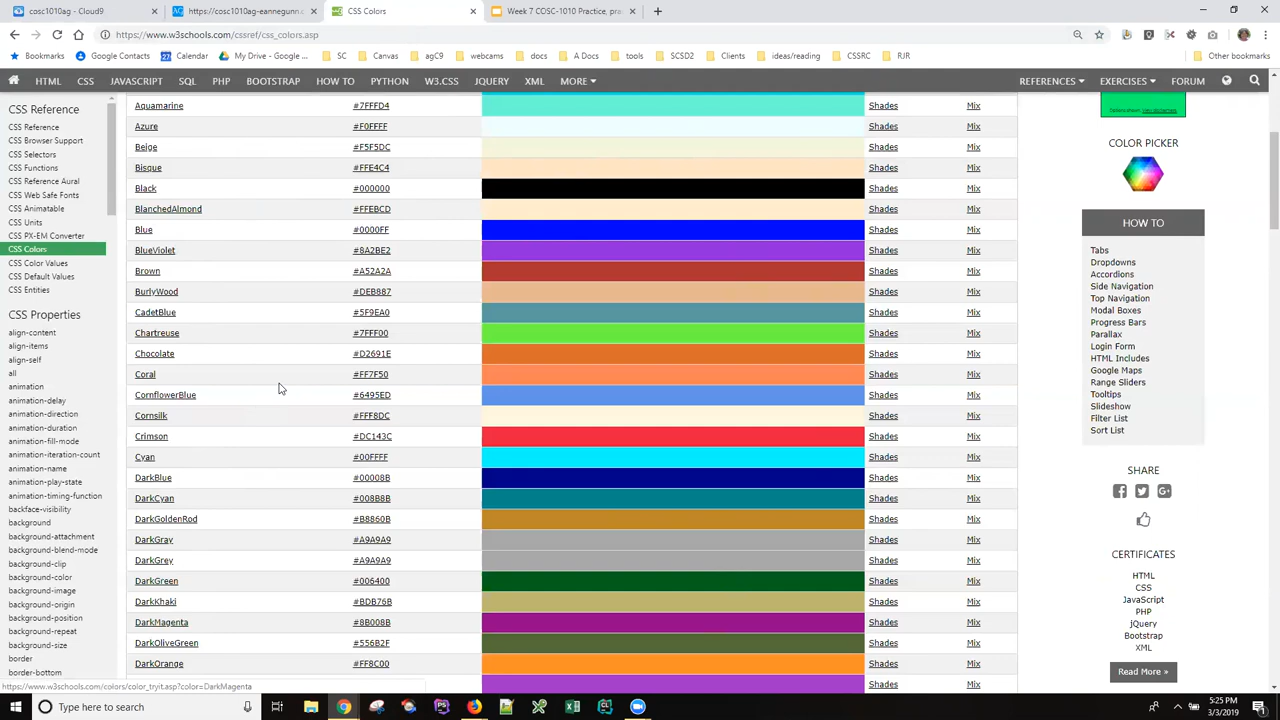 cosc1010ag - Cloud9
https://cosc1010ag-eannegunn.c
CSS Colors
Week 7 COSC-1010 Practice, pra
https://www.w3schools.com/cssref/css_colors.asp
Bookmarks Google Contacts Calendar My Drive - Google ... SC Canvas agC9 webcams docs A Docs tools SCSD2 Clients ideas/reading CSSRC RJR Other bookmarks
HTML CSS JAVASCRIPT SQL PHP BOOTSTRAP HOW TO PYTHON W3.CSS JQUERY XML MORE REFERENCES EXERCISES FORUM
CSS Reference
CSS Reference
CSS Browser Support
CSS Selectors
CSS Functions
CSS Reference Aural
CSS Web Safe Fonts
CSS Animatable
CSS Units
CSS PX-EM Converter
CSS Colors
CSS Color Values
CSS Default Values
CSS Entities
CSS Properties
align-content
align-items
align-self
all
animation
animation-delay
animation-direction
animation-duration
animation-fill-mode
animation-iteration-count
animation-name
animation-play-state
animation-timing-function
backface-visibility
background
background-attachment
background-blend-mode
background-clip
background-color
background-image
background-origin
background-position
background-repeat
background-size
border
border-bottom
Aquamarine #7FFFD4 Shades Mix
Azure #F0FFFF Shades Mix
Beige #F5F5DC Shades Mix
Bisque #FFE4C4 Shades Mix
Black #000000 Shades Mix
BlanchedAlmond #FFEBCD Shades Mix
Blue #0000FF Shades Mix
BlueViolet #8A2BE2 Shades Mix
Brown #A52A2A Shades Mix
BurlyWood #DEB887 Shades Mix
CadetBlue #5F9EA0 Shades Mix
Chartreuse #7FFF00 Shades Mix
Chocolate #D2691E Shades Mix
Coral #FF7F50 Shades Mix
CornflowerBlue #6495ED Shades Mix
Cornsilk #FFF8DC Shades Mix
Crimson #DC143C Shades Mix
Cyan #00FFFF Shades Mix
DarkBlue #00008B Shades Mix
DarkCyan #008B8B Shades Mix
DarkGoldenRod #B8860B Shades Mix
DarkGray #A9A9A9 Shades Mix
DarkGrey #A9A9A9 Shades Mix
DarkGreen #006400 Shades Mix
DarkKhaki #BDB76B Shades Mix
DarkMagenta #8B008B Shades Mix
DarkOliveGreen #556B2F Shades Mix
DarkOrange #FF8C00 Shades Mix
Shades Mix
COLOR PICKER
HOW TO
Tabs
Dropdowns
Accordions
Side Navigation
Top Navigation
Modal Boxes
Progress Bars
Parallax
Login Form
HTML Includes
Google Maps
Range Sliders
Tooltips
Slideshow
Filter List
Sort List
SHARE
CERTIFICATES
HTML
CSS
JavaScript
PHP
jQuery
Bootstrap
XML
Read More »
https://www.w3schools.com/colors/color_tryit.asp?color=DarkMagenta
Type here to search
5:25 PM
3/3/2019